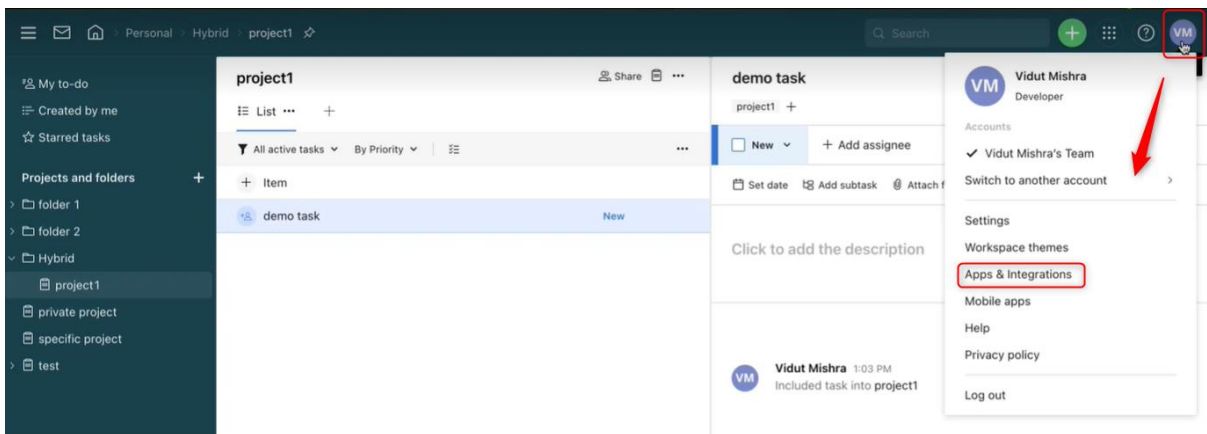 Personal Hybrid project1
Search
VM
My to-do
Created by me
Starred tasks
Projects and folders
folder 1
folder 2
Hybrid
project1
private project
specific project
test
project1
Share
List
All active tasks By Priority
Item
demo task New
demo task
project1
New Add assignee
Set date Add subtask Attach f
Click to add the description
VM
Vidut Mishra 1:03 PM
Included task into project1
VM
Vidut Mishra
Developer
Accounts
Vidut Mishra's Team
Switch to another account
Settings
Workspace themes
Apps & Integrations
Mobile apps
Help
Privacy policy
Log out